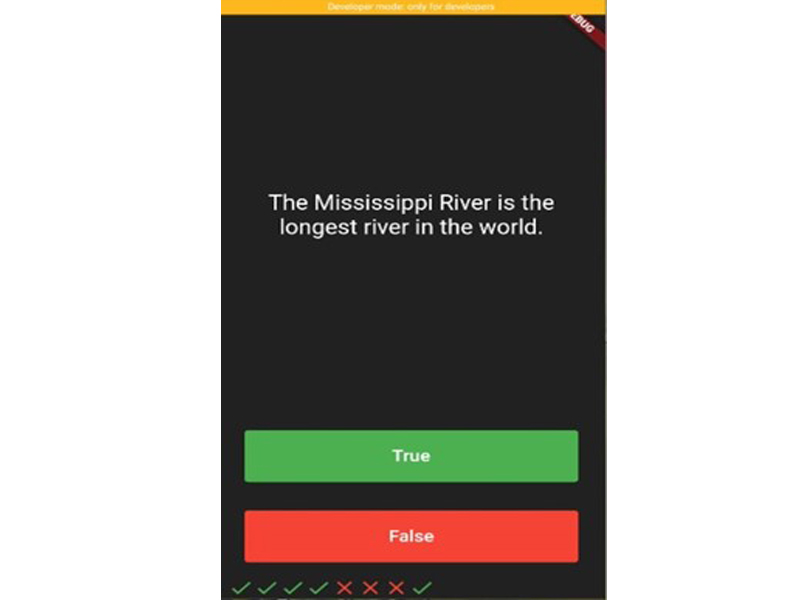 Developer mode: only for developers
EBUG
The Mississippi River is the
longest river in the world.
True
False